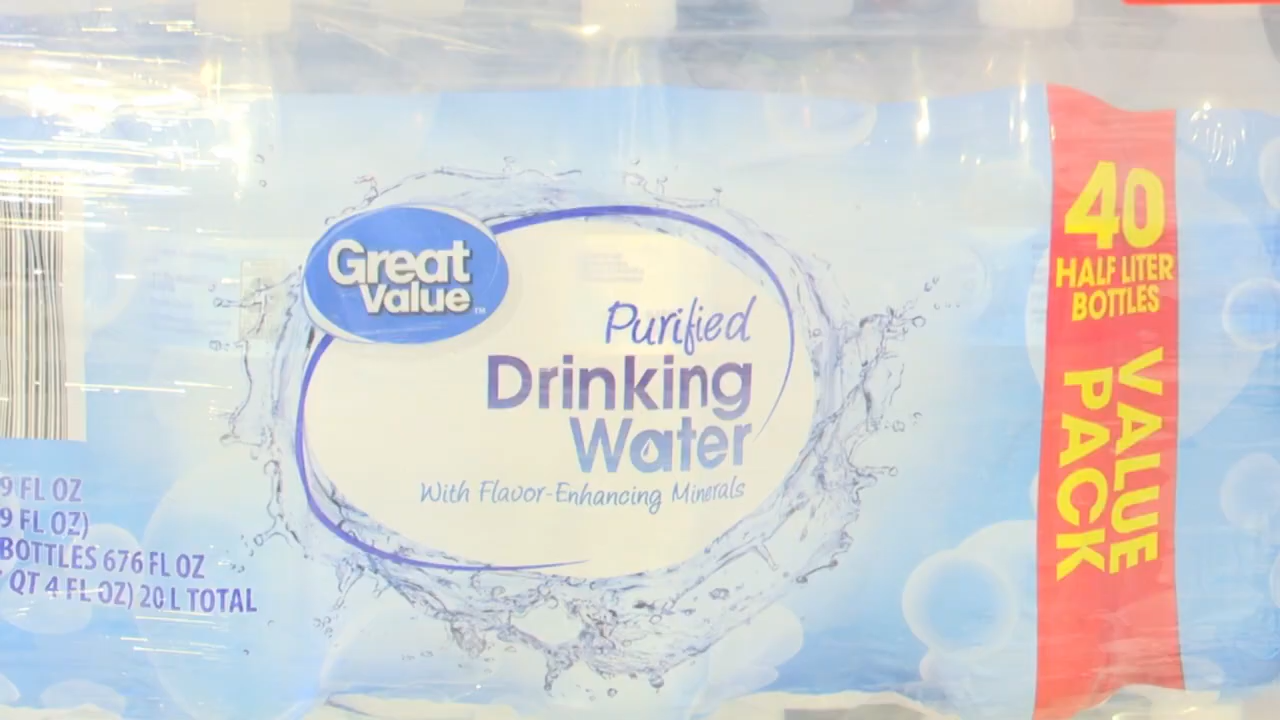 Great
Value™
Purified
Drinking
Water
With Flavor-Enhancing Minerals
40
HALF LITER
BOTTLES
VALUE
PACK
9 FL OZ
9 FL OZ)
BOTTLES 676 FL OZ
QT 4 FL OZ) 20 L TOTAL